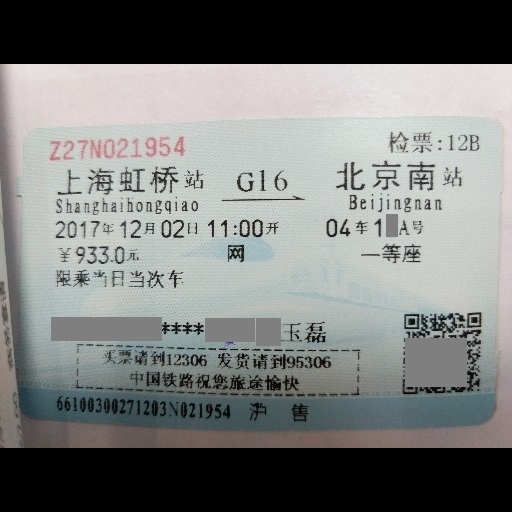 Z27N021954 检票:12B
上海虹桥站 G16 北京南站
Shanghaihongqiao Beijingnan
2017年12月02日 11:00开 04车1 A号
¥933.0元 网 一等座
限乘当日当次车
**** 玉磊
买票请到12306 发货请到95306
中国铁路祝您旅途愉快
66100300271203N021954 沪 售